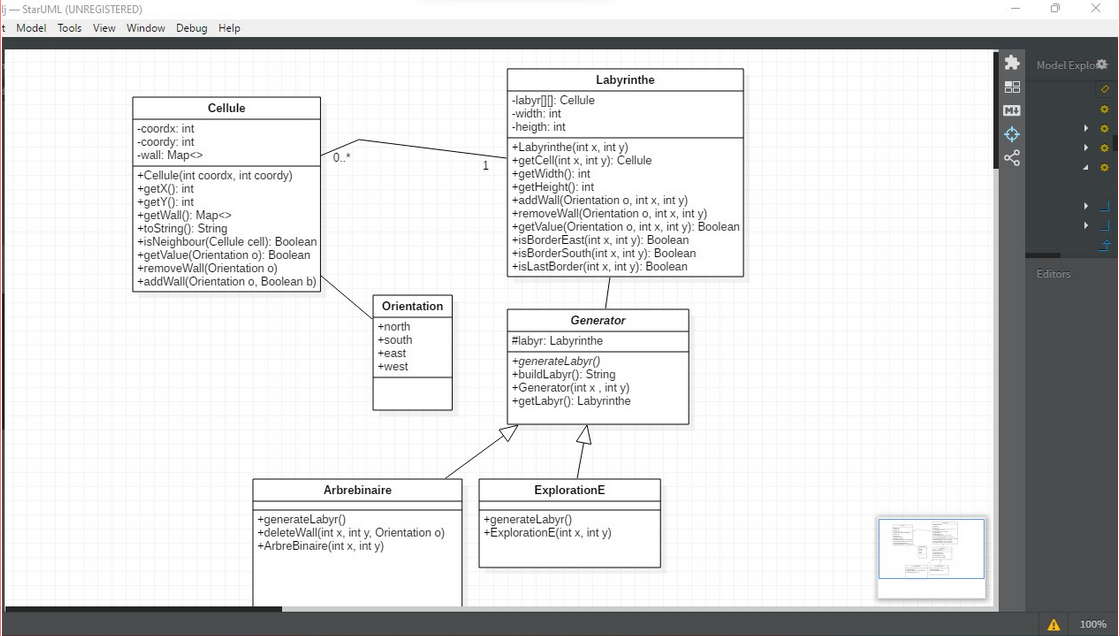 lj — StarUML (UNREGISTERED)
t Model Tools View Window Debug Help
Cellule
-coordx: int
-coordy: int
-wall: Map<>
+Cellule(int coordx, int coordy)
+getX(): int
+getY(): int
+getWall(): Map<>
+toString(): String
+isNeighbour(Cellule cell): Boolean
+getValue(Orientation o): Boolean
+removeWall(Orientation o)
+addWall(Orientation o, Boolean b)
0..*
1
Labyrinthe
-labyr[][]: Cellule
-width: int
-heigth: int
+Labyrinthe(int x, int y)
+getCell(int x, int y): Cellule
+getWidth(): int
+getHeight(): int
+addWall(Orientation o, int x, int y)
+removeWall(Orientation o, int x, int y)
+getValue(Orientation o, int x, int y): Boolean
+isBorderEast(int x, int y): Boolean
+isBorderSouth(int x, int y): Boolean
+isLastBorder(int x, int y): Boolean
Orientation
+north
+south
+east
+west
Generator
#labyr: Labyrinthe
+generateLabyr()
+buildLabyr(): String
+Generator(int x , int y)
+getLabyr(): Labyrinthe
Arbrebinaire
+generateLabyr()
+deleteWall(int x, int y, Orientation o)
+ArbreBinaire(int x, int y)
ExplorationE
+generateLabyr()
+ExplorationE(int x, int y)
M
Model Explo
Editors
100%